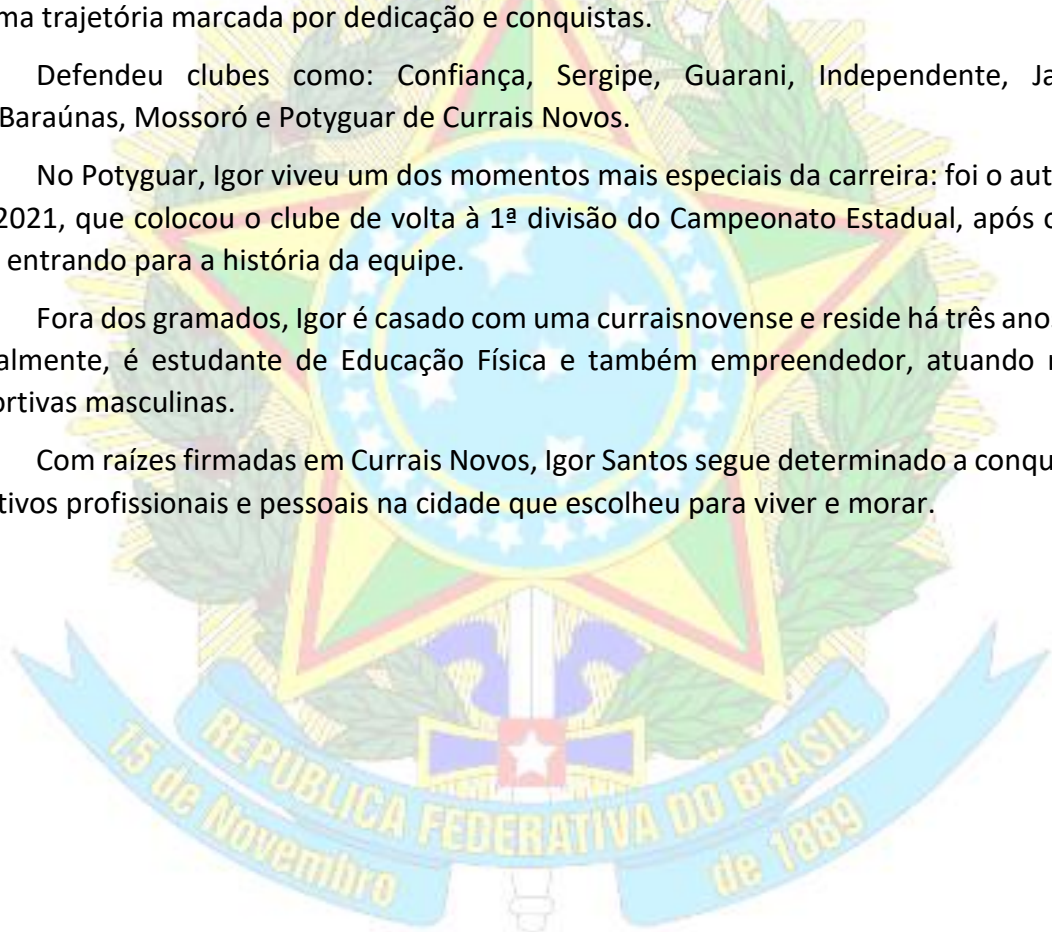 ma trajetória marcada por dedicação e conquistas.
Defendeu clubes como: Confiança, Sergipe, Guarani, Independente, Ja
Baraúnas, Mossoró e Potyguar de Currais Novos.
No Potyguar, Igor viveu um dos momentos mais especiais da carreira: foi o aut
2021, que colocou o clube de volta à 1ª divisão do Campeonato Estadual, após
entrando para a história da equipe.
Fora dos gramados, Igor é casado com uma curraisnovense e reside há três ano
almente, é estudante de Educação Física e também empreendedor, atuando
ortivas masculinas.
Com raízes firmadas em Currais Novos, Igor Santos segue determinado a conqu
tivos profissionais e pessoais na cidade que escolheu para viver e morar.
REPUBLICA FEDERATIVA DO BRASIL
15 de Novembro de 1889